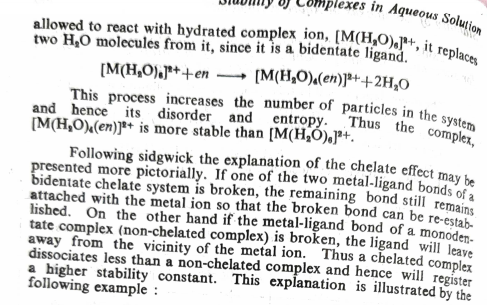 Stability of Complexes in Aqueous Solution
allowed to react with hydrated complex ion, [M(H₂O)₆]ⁿ⁺, it replaces
two H₂O molecules from it, since it is a bidentate ligand.
[M(H₂O)₆]ⁿ⁺+en ⟶ [M(H₂O)₄(en)]ⁿ⁺+2H₂O
This process increases the number of particles in the system
and hence its disorder and entropy. Thus the complex,
[M(H₂O)₄(en)]ⁿ⁺ is more stable than [M(H₂O)₆]ⁿ⁺.
Following sidgwick the explanation of the chelate effect may be
presented more pictorially. If one of the two metal-ligand bonds of a
bidentate chelate system is broken, the remaining bond still remains
attached with the metal ion so that the broken bond can be re-estab-
lished. On the other hand if the metal-ligand bond of a monoden-
tate complex (non-chelated complex) is broken, the ligand will leave
away from the vicinity of the metal ion. Thus a chelated complex
dissociates less than a non-chelated complex and hence will register
a higher stability constant. This explanation is illustrated by the
following example :